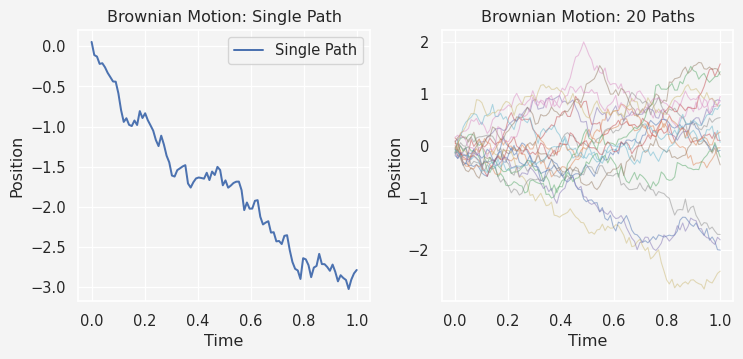 Brownian Motion: Single Path
Single Path
0.0
−0.5
−1.0
−1.5
−2.0
−2.5
−3.0
Position
0.0 0.2 0.4 0.6 0.8 1.0
Time
Brownian Motion: 20 Paths
2
1
0
−1
−2
Position
0.0 0.2 0.4 0.6 0.8 1.0
Time